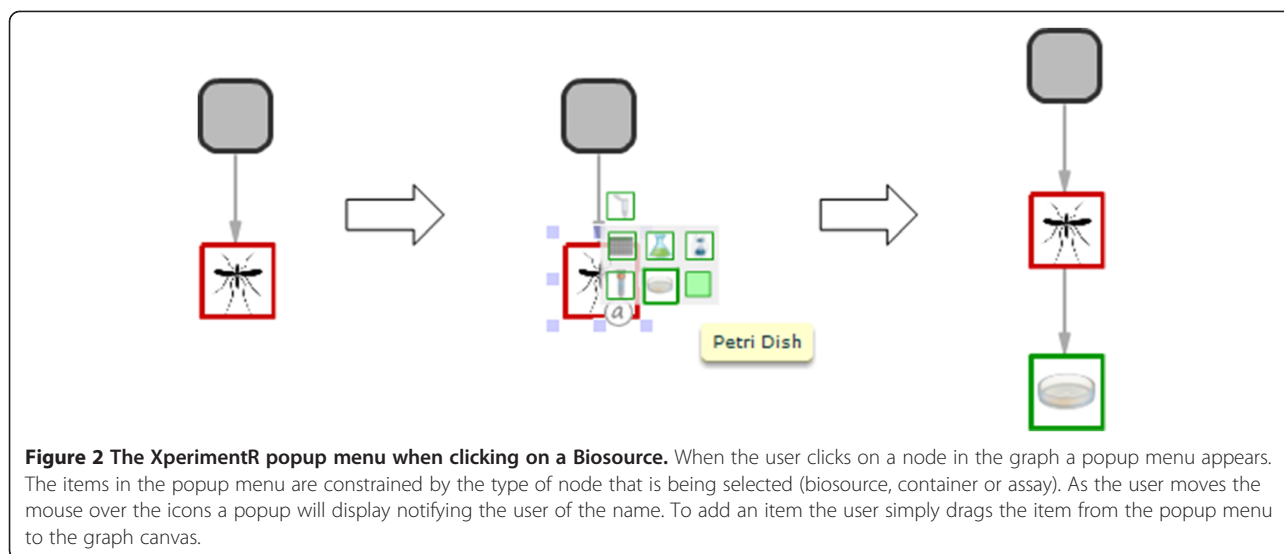 a
Petri Dish
Figure 2 The XperimentR popup menu when clicking on a Biosource. When the user clicks on a node in the graph a popup menu appears.
The items in the popup menu are constrained by the type of node that is being selected (biosource, container or assay). As the user moves the
mouse over the icons a popup will display notifying the user of the name. To add an item the user simply drags the item from the popup menu
to the graph canvas.